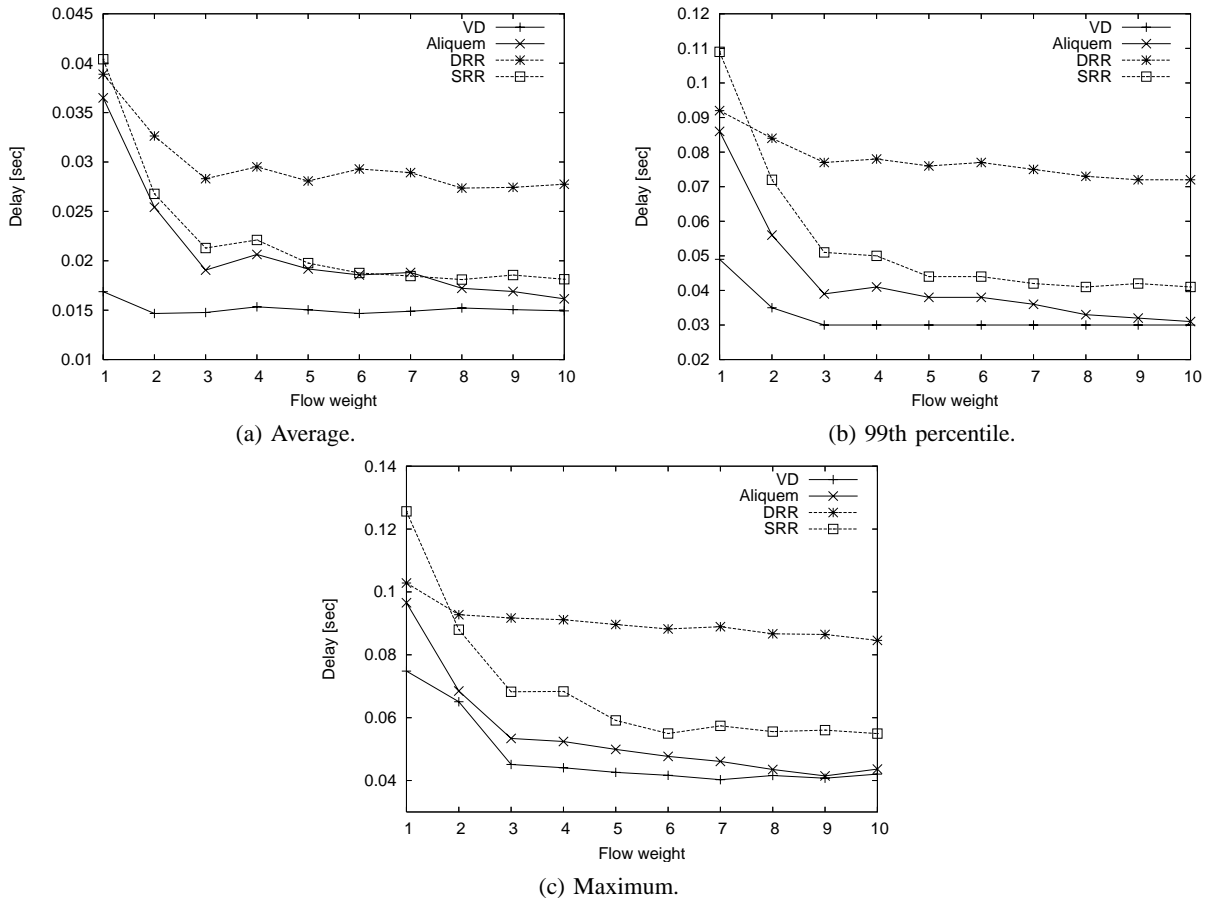 0.045
0.04
0.035
0.03
0.025
0.02
0.015
0.01
Delay [sec]
1 2 3 4 5 6 7 8 9 10
Flow weight
VD
Aliquem
DRR
SRR
(a) Average.
0.12
0.11
0.1
0.09
0.08
0.07
0.06
0.05
0.04
0.03
0.02
Delay [sec]
1 2 3 4 5 6 7 8 9 10
Flow weight
VD
Aliquem
DRR
SRR
(b) 99th percentile.
0.14
0.12
0.1
0.08
0.06
0.04
Delay [sec]
1 2 3 4 5 6 7 8 9 10
Flow weight
VD
Aliquem
DRR
SRR
(c) Maximum.